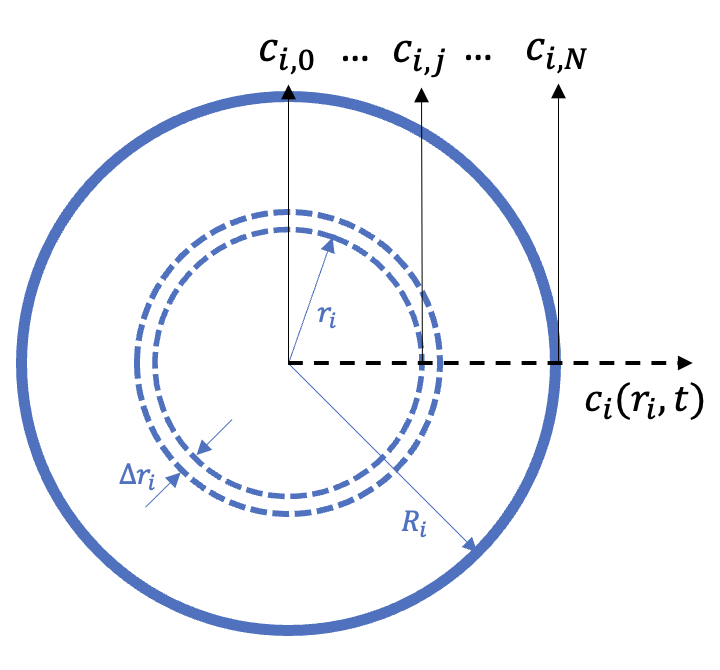 c_{i,0} ... c_{i,j} ... c_{i,N}
r_i
c_i(r_i, t)
Δr_i
R_i